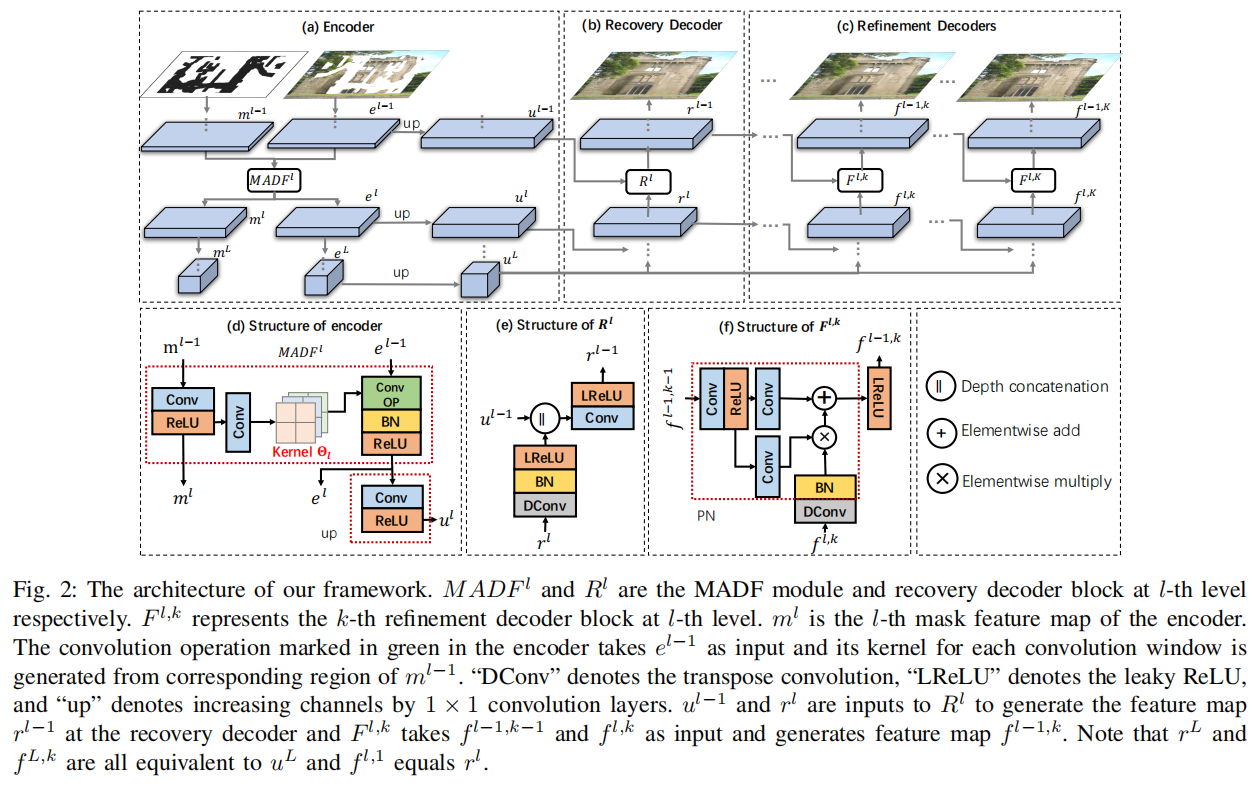 (a) Encoder
(b) Recovery Decoder
(c) Refinement Decoders
m^{l-1}
e^{l-1}
up
u^{l-1}
r^{l-1}
...
f^{l-1,k}
...
f^{l-1,K}
...
...
MADF^l
R^l
F^{l,k}
F^{l,K}
m^l
e^l
up
u^l
r^l
...
f^{l,k}
...
f^{l,K}
...
m^L
e^L
up
u^L
(d) Structure of encoder
m^{l-1}
MADF^l
e^{l-1}
Conv
ReLU
Conv
Kernel Θ_l
Conv
OP
BN
ReLU
m^l
e^l
Conv
ReLU
u^l
up
(e) Structure of R^l
r^{l-1}
LReLU
Conv
u^{l-1}
||
LReLU
BN
DConv
r^l
(f) Structure of F^{l,k}
f^{l-1,k}
f^{l-1,k-1}
Conv
ReLU
Conv
+
LReLU
Conv
×
BN
PN
DConv
f^{l,k}
|| Depth concatenation
+ Elementwise add
× Elementwise multiply
Fig. 2: The architecture of our framework. MADF^l and R^l are the MADF module and recovery decoder block at l-th level
respectively. F^{l,k} represents the k-th refinement decoder block at l-th level. m^l is the l-th mask feature map of the encoder.
The convolution operation marked in green in the encoder takes e^{l-1} as input and its kernel for each convolution window is
generated from corresponding region of m^{l-1}. “DConv” denotes the transpose convolution, “LReLU” denotes the leaky ReLU,
and “up” denotes increasing channels by 1 × 1 convolution layers. u^{l-1} and r^l are inputs to R^l to generate the feature map
r^{l-1} at the recovery decoder and F^{l,k} takes f^{l-1,k-1} and f^{l,k} as input and generates feature map f^{l-1,k}. Note that r^L and
f^{L,k} are all equivalent to u^L and f^{l,1} equals r^l.